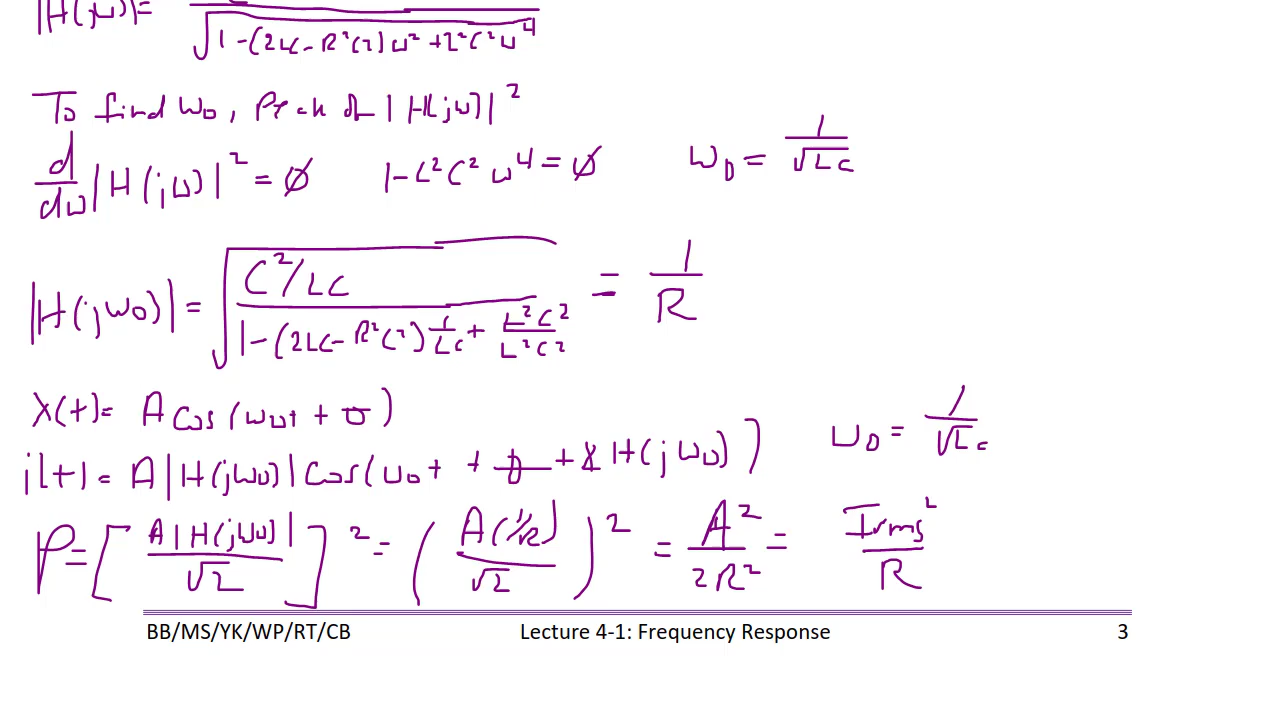 |H(jω)|= √1-(2LC-R²C²)ω²+L²C²ω⁴
To find ω0, Peak of |H(jω)|²
d/dω |H(jω)|² = ∅ 1-L²C²ω⁴=∅ ω0 = 1/√LC
|H(jω0)| = √(C²/LC / 1-(2LC-R²C²)1/LC + L²C²/L²C²) = 1/R
x(t)= A Cos(ω0t + θ)
i(t)= A|H(jω0)|Cos(ω0t + θ + ∠H(jω0)) ω0 = 1/√LC
P= [A|H(jω0)|/√2]² = (A(1/R)/√2)² = A²/2R² = Irms²/R
BB/MS/YK/WP/RT/CB Lecture 4-1: Frequency Response 3